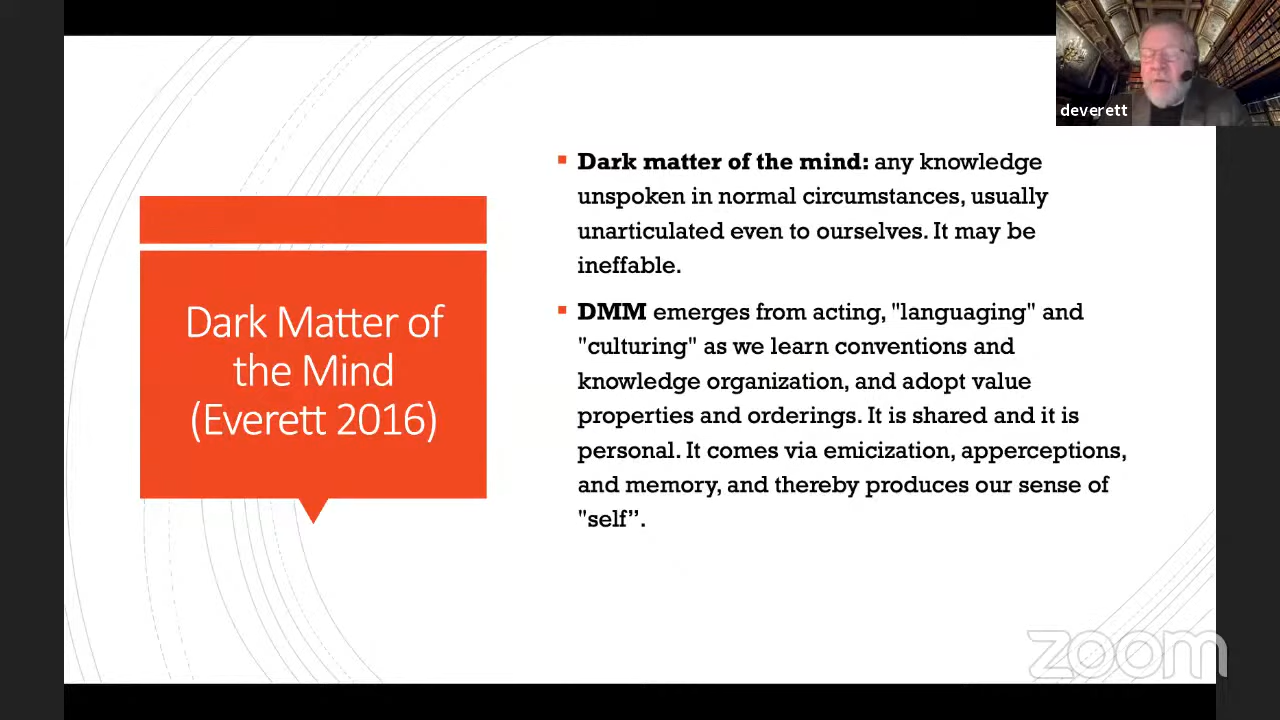 deverett
Dark Matter of
the Mind
(Everett 2016)
▪ Dark matter of the mind: any knowledge
unspoken in normal circumstances, usually
unarticulated even to ourselves. It may be
ineffable.
▪ DMM emerges from acting, "languaging" and
"culturing" as we learn conventions and
knowledge organization, and adopt value
properties and orderings. It is shared and it is
personal. It comes via emicization, apperceptions,
and memory, and thereby produces our sense of
"self”.
zoom